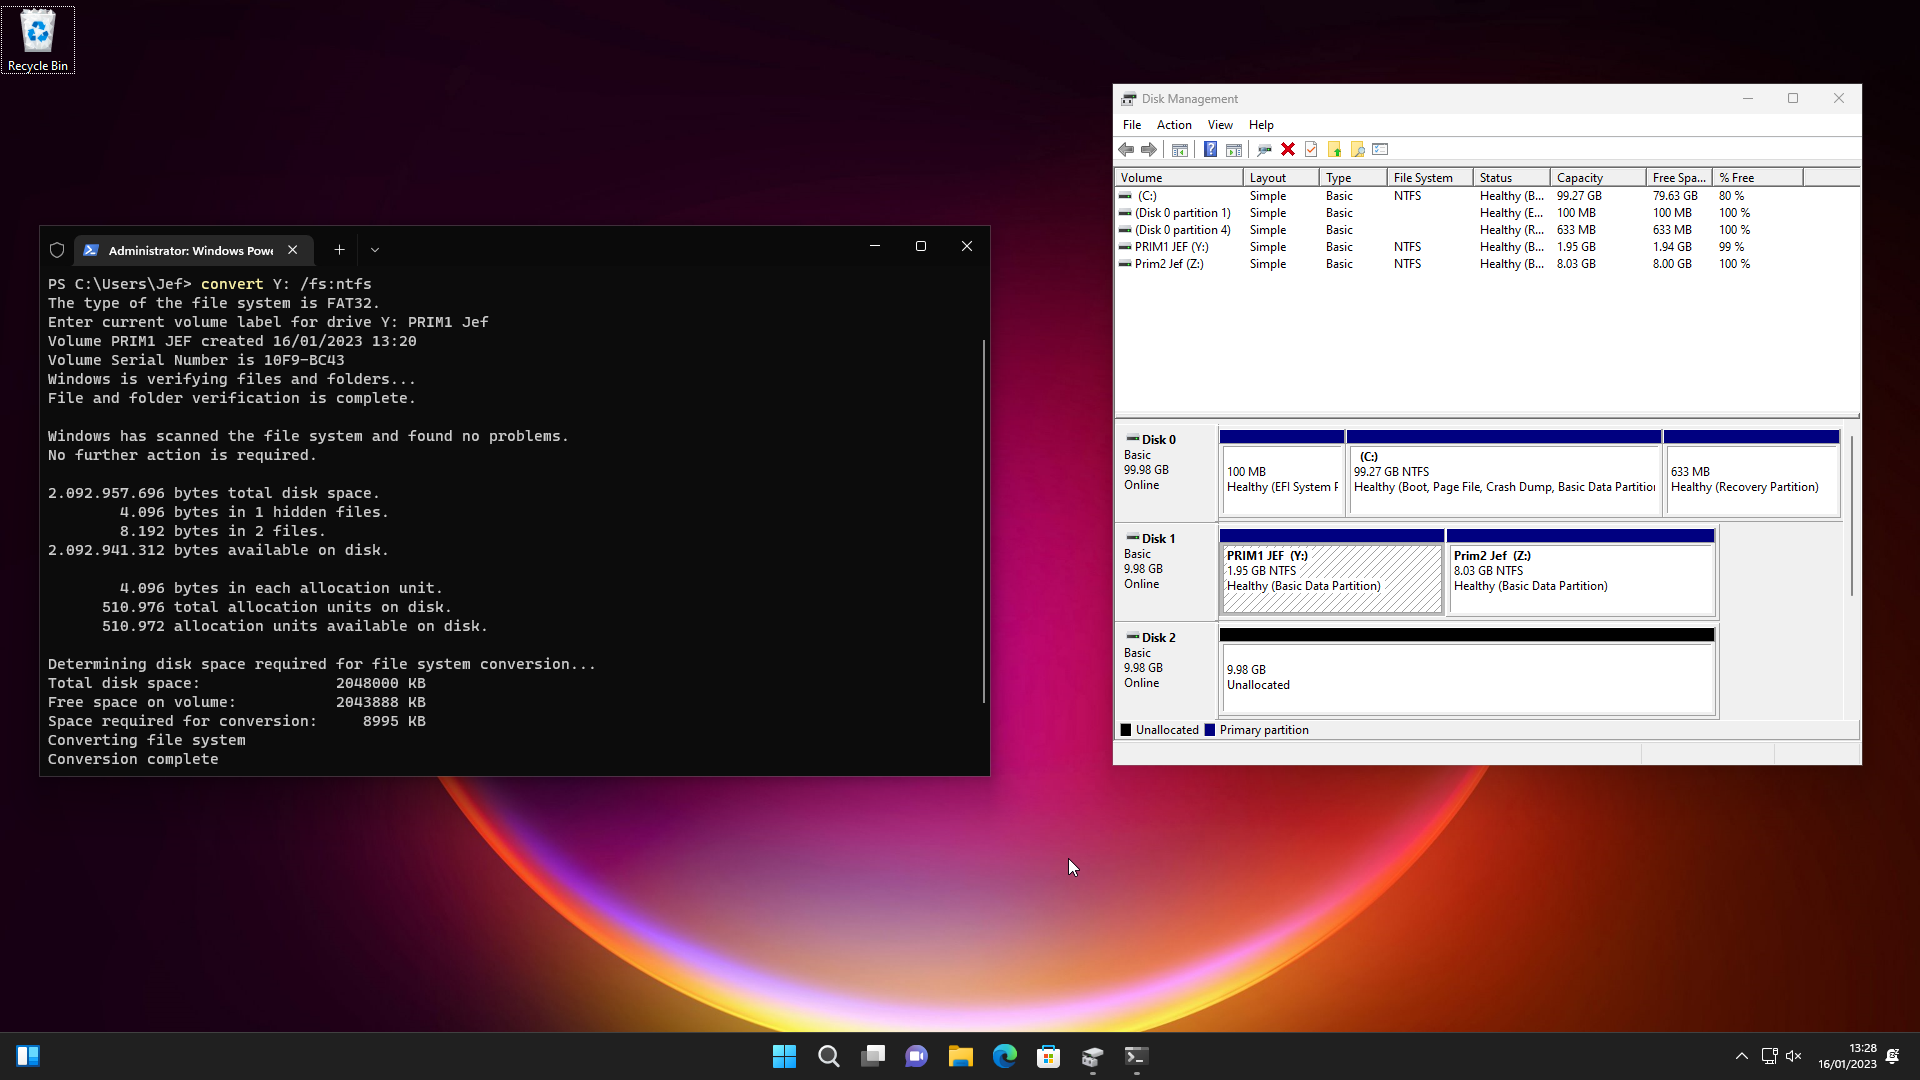 Recycle Bin
Administrator: Windows Powe
PS C:\Users\Jef> convert Y: /fs:ntfs
The type of the file system is FAT32.
Enter current volume label for drive Y: PRIM1 Jef
Volume PRIM1 JEF created 16/01/2023 13:20
Volume Serial Number is 10F9-BC43
Windows is verifying files and folders...
File and folder verification is complete.
Windows has scanned the file system and found no problems.
No further action is required.
2.092.957.696 bytes total disk space.
4.096 bytes in 1 hidden files.
8.192 bytes in 2 files.
2.092.941.312 bytes available on disk.
4.096 bytes in each allocation unit.
510.976 total allocation units on disk.
510.972 allocation units available on disk.
Determining disk space required for file system conversion...
Total disk space: 2048000 KB
Free space on volume: 2043888 KB
Space required for conversion: 8995 KB
Converting file system
Conversion complete
Disk Management
File Action View Help
Volume Layout Type File System Status Capacity Free Spa... % Free
(C:) Simple Basic NTFS Healthy (B... 99.27 GB 79.63 GB 80 %
(Disk 0 partition 1) Simple Basic Healthy (E... 100 MB 100 MB 100 %
(Disk 0 partition 4) Simple Basic Healthy (R... 633 MB 633 MB 100 %
PRIM1 JEF (Y:) Simple Basic NTFS Healthy (B... 1.95 GB 1.94 GB 99 %
Prim2 Jef (Z:) Simple Basic NTFS Healthy (B... 8.03 GB 8.00 GB 100 %
Disk 0
Basic
99.98 GB
Online
100 MB
Healthy (EFI System P
(C:)
99.27 GB NTFS
Healthy (Boot, Page File, Crash Dump, Basic Data Partition
633 MB
Healthy (Recovery Partition)
Disk 1
Basic
9.98 GB
Online
PRIM1 JEF (Y:)
1.95 GB NTFS
Healthy (Basic Data Partition)
Prim2 Jef (Z:)
8.03 GB NTFS
Healthy (Basic Data Partition)
Disk 2
Basic
9.98 GB
Online
9.98 GB
Unallocated
Unallocated Primary partition
13:28
16/01/2023